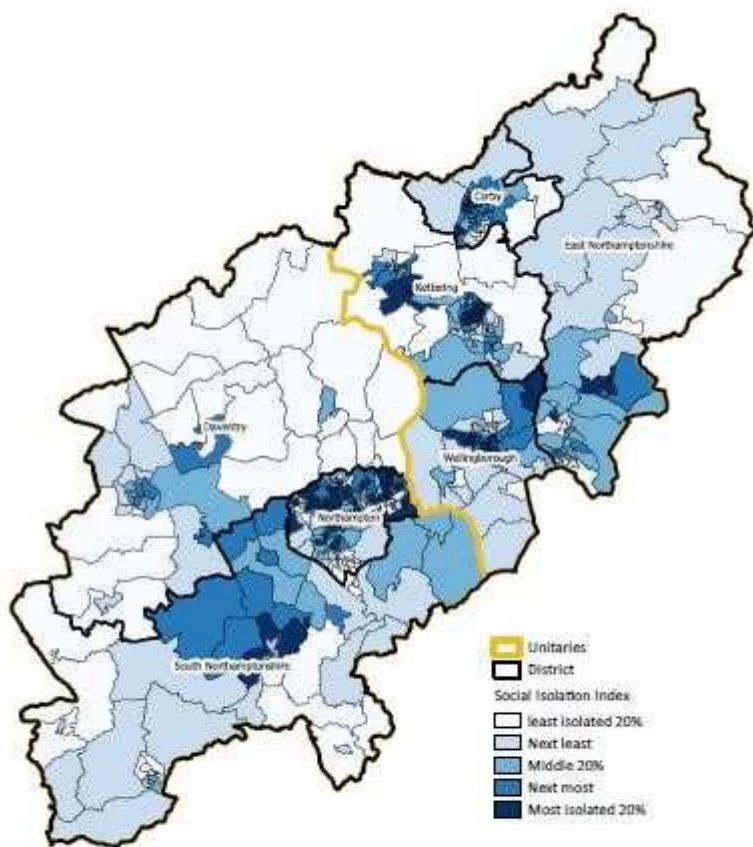 Corby
East Northamptonshire
Kettering
Daventry
Wellingborough
Northampton
South Northamptonshire
Unitaries
District
Social Isolation Index
least isolated 20%
Next least
Middle 20%
Next most
Most isolated 20%